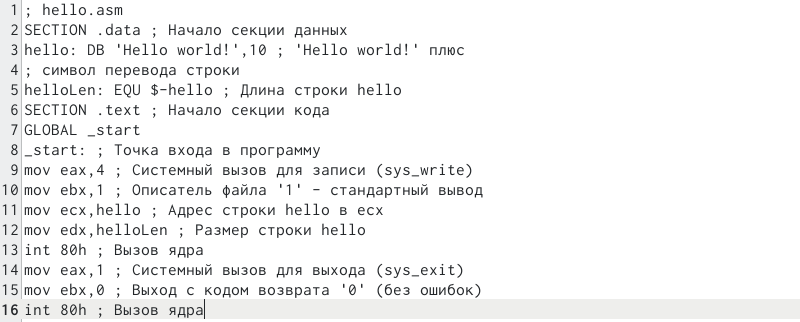 1 ; hello.asm
2 SECTION .data ; Начало секции данных
3 hello: DB 'Hello world!',10 ; 'Hello world!' плюс
4 ; символ перевода строки
5 helloLen: EQU $-hello ; Длина строки hello
6 SECTION .text ; Начало секции кода
7 GLOBAL _start
8 _start: ; Точка входа в программу
9 mov eax,4 ; Системный вызов для записи (sys_write)
10 mov ebx,1 ; Описатель файла '1' - стандартный вывод
11 mov ecx,hello ; Адрес строки hello в ecx
12 mov edx,helloLen ; Размер строки hello
13 int 80h ; Вызов ядра
14 mov eax,1 ; Системный вызов для выхода (sys_exit)
15 mov ebx,0 ; Выход с кодом возврата '0' (без ошибок)
16 int 80h ; Вызов ядра